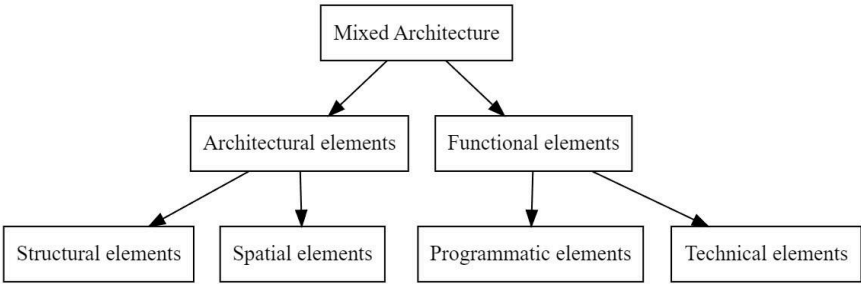 Mixed Architecture
Architectural elements
Functional elements
Structural elements
Spatial elements
Programmatic elements
Technical elements